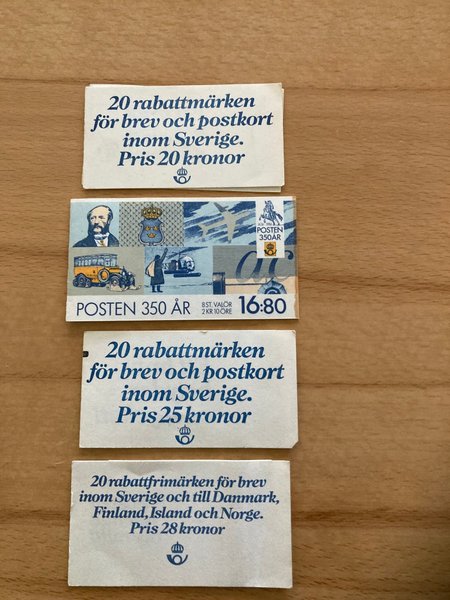 20 rabattmärken
för brev och postkort
inom Sverige.
Pris 20 kronor
POSTEN
350 ÅR
POSTEN 350 ÅR
8 ST. VALÖR
2 KR 10 ÖRE
16:80
20 rabattmärken
för brev och postkort
inom Sverige.
Pris 25 kronor
20 rabattfrimärken för brev
inom Sverige och till Danmark,
Finland, Island och Norge.
Pris 28 kronor